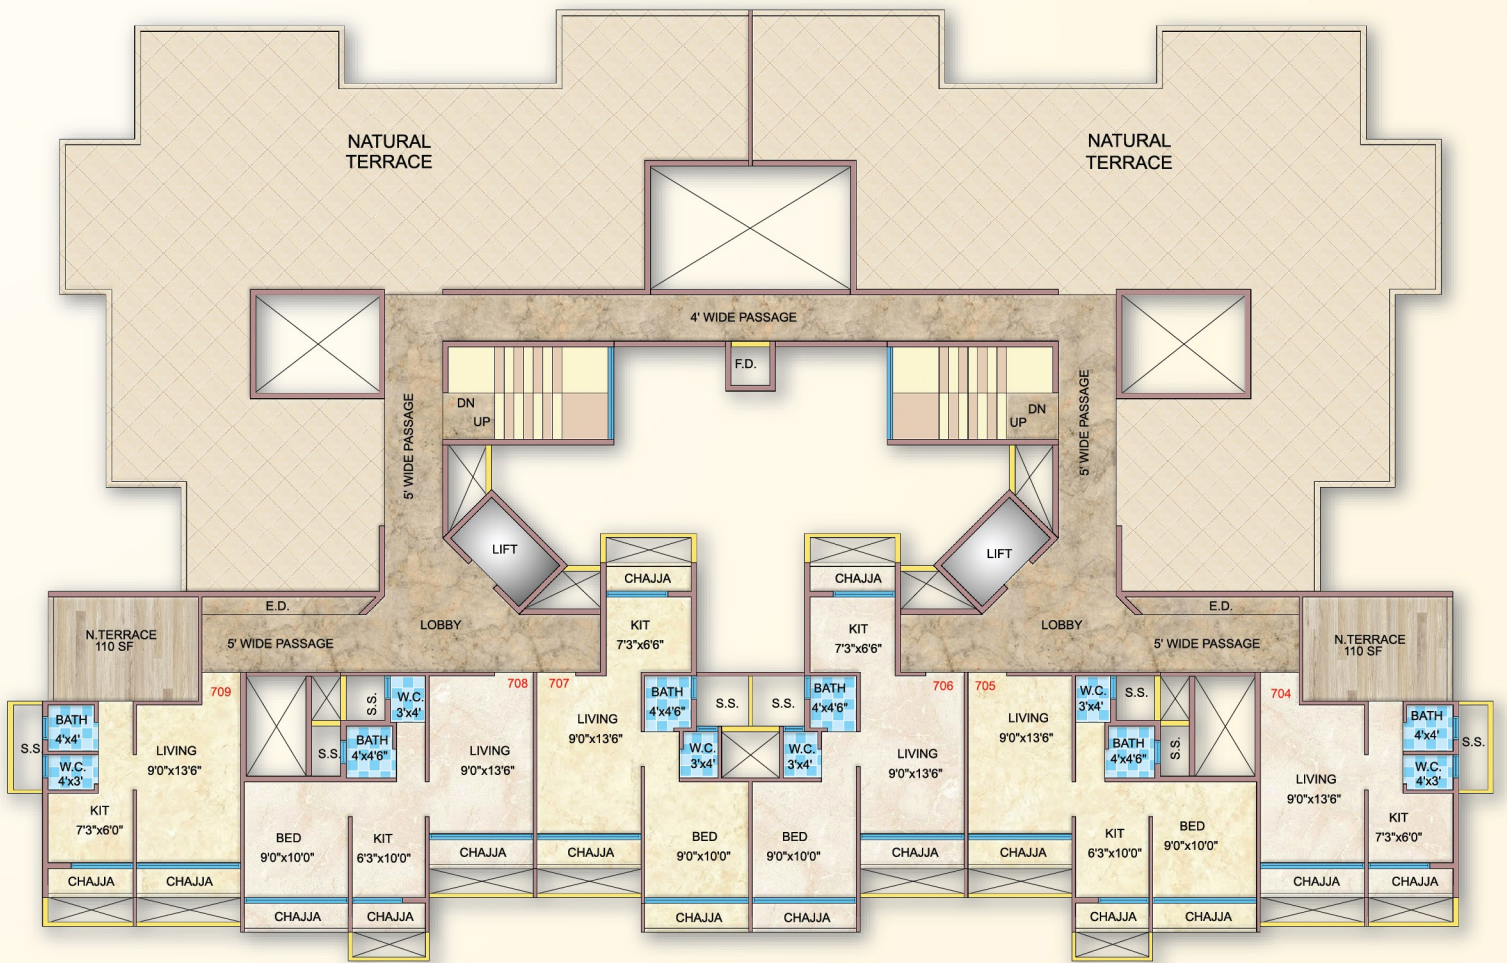 NATURAL
TERRACE
NATURAL
TERRACE
4' WIDE PASSAGE
F.D.
5' WIDE PASSAGE
DN
UP
DN
UP
5' WIDE PASSAGE
LIFT
LIFT
CHAJJA
CHAJJA
E.D.
E.D.
N.TERRACE
110 SF
5' WIDE PASSAGE
LOBBY
KIT
7'3"x6'6"
KIT
7'3"x6'6"
LOBBY
5' WIDE PASSAGE
N.TERRACE
110 SF
709
708
707
706
705
704
S.S.
BATH
4'x4'
W.C.
4'x3'
LIVING
9'0"x13'6"
KIT
7'3"x6'0"
CHAJJA
CHAJJA
S.S.
W.C.
3'x4'
S.S.
BATH
4'x4'6"
LIVING
9'0"x13'6"
BED
9'0"x10'0"
KIT
6'3"x10'0"
CHAJJA
CHAJJA
CHAJJA
LIVING
9'0"x13'6"
BATH
4'x4'6"
S.S.
W.C.
3'x4'
BED
9'0"x10'0"
CHAJJA
CHAJJA
S.S.
BATH
4'x4'6"
W.C.
3'x4'
LIVING
9'0"x13'6"
BED
9'0"x10'0"
CHAJJA
CHAJJA
LIVING
9'0"x13'6"
W.C.
3'x4'
S.S.
BATH
4'x4'6"
S.S.
KIT
6'3"x10'0"
BED
9'0"x10'0"
CHAJJA
CHAJJA
CHAJJA
LIVING
9'0"x13'6"
BATH
4'x4'
W.C.
4'x3'
S.S.
KIT
7'3"x6'0"
CHAJJA
CHAJJA